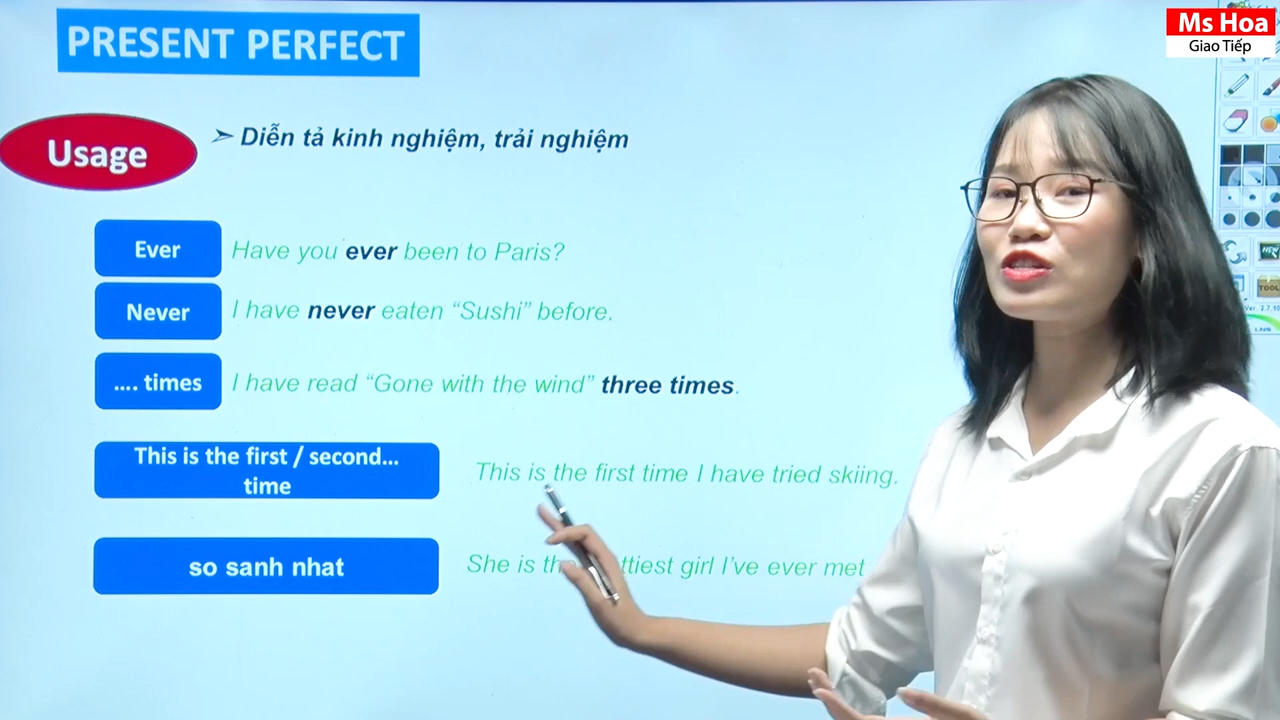 Ms Hoa
Giao Tiếp
PRESENT PERFECT
Usage
➢ Diễn tả kinh nghiệm, trải nghiệm
Ever
Have you ever been to Paris?
Never
I have never eaten “Sushi” before.
.... times
I have read “Gone with the wind” three times.
This is the first / second...
time
This is the first time I have tried skiing.
so sanh nhat
She is girl I’ve ever met
TOOL